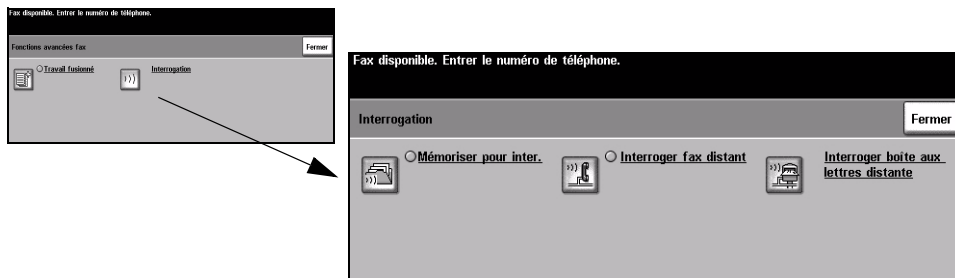 Fax disponible. Entrer le numéro de téléphone.
Fonctions avancées fax
Fermer
Travail fusionné
Interrogation
Fax disponible. Entrer le numéro de téléphone.
Interrogation
Fermer
Mémoriser pour inter.
Interroger fax distant
Interroger boîte aux
lettres distante